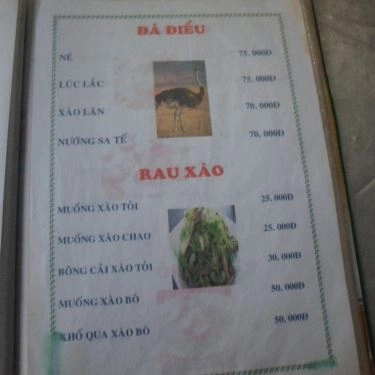 ĐÀ ĐIỂU
NÉ 75.000Đ
LÚC LẮC 75.000Đ
XÀO LĂN 70.000Đ
NƯỚNG SA TẾ 70.000Đ
RAU XÀO
MUỐNG XÀO TỎI 25.000Đ
MUỐNG XÀO CHAO 25.000Đ
BÔNG CẢI XÀO TỎI 30.000Đ
MUỐNG XÀO BÒ 50.000Đ
KHỔ QUA XÀO BÒ 50.000Đ